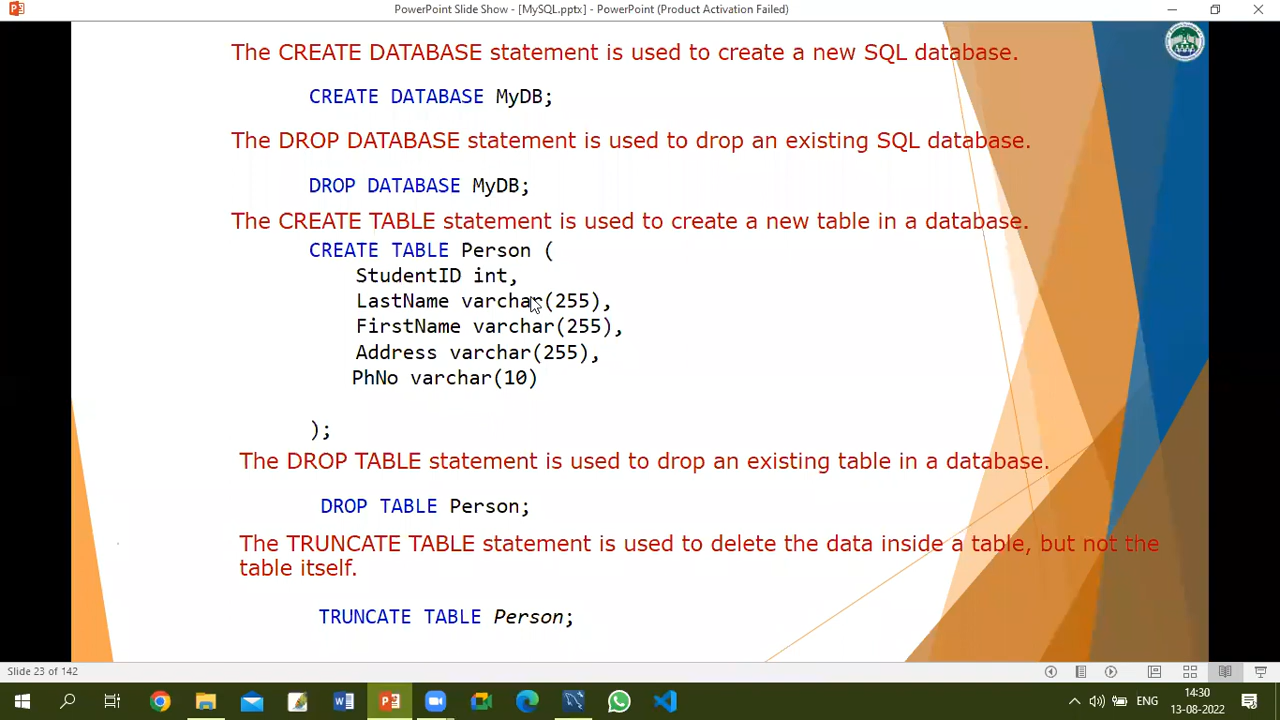 PowerPoint Slide Show - [MySQL.pptx] - PowerPoint (Product Activation Failed)
The CREATE DATABASE statement is used to create a new SQL database.
CREATE DATABASE MyDB;
The DROP DATABASE statement is used to drop an existing SQL database.
DROP DATABASE MyDB;
The CREATE TABLE statement is used to create a new table in a database.
CREATE TABLE Person (
StudentID int,
LastName varchar(255),
FirstName varchar(255),
Address varchar(255),
PhNo varchar(10)
);
The DROP TABLE statement is used to drop an existing table in a database.
DROP TABLE Person;
The TRUNCATE TABLE statement is used to delete the data inside a table, but not the
table itself.
TRUNCATE TABLE Person;
Slide 23 of 142
ENG
14:30
13-08-2022